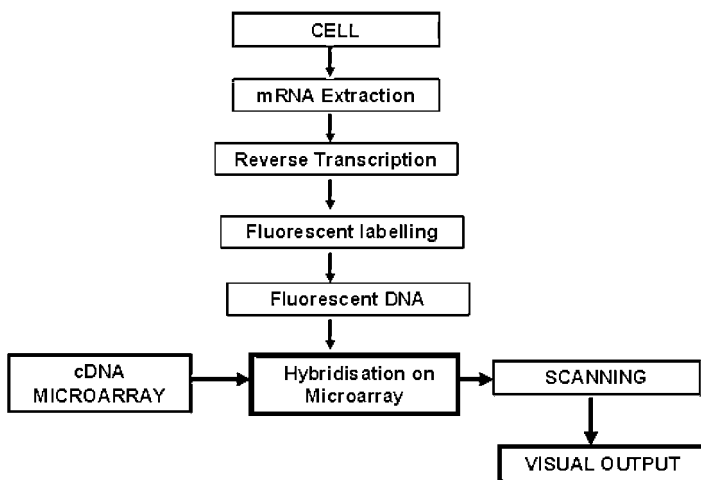 CELL
mRNA Extraction
Reverse Transcription
Fluorescent labelling
Fluorescent DNA
cDNA
MICROARRAY
Hybridisation on
Microarray
SCANNING
VISUAL OUTPUT